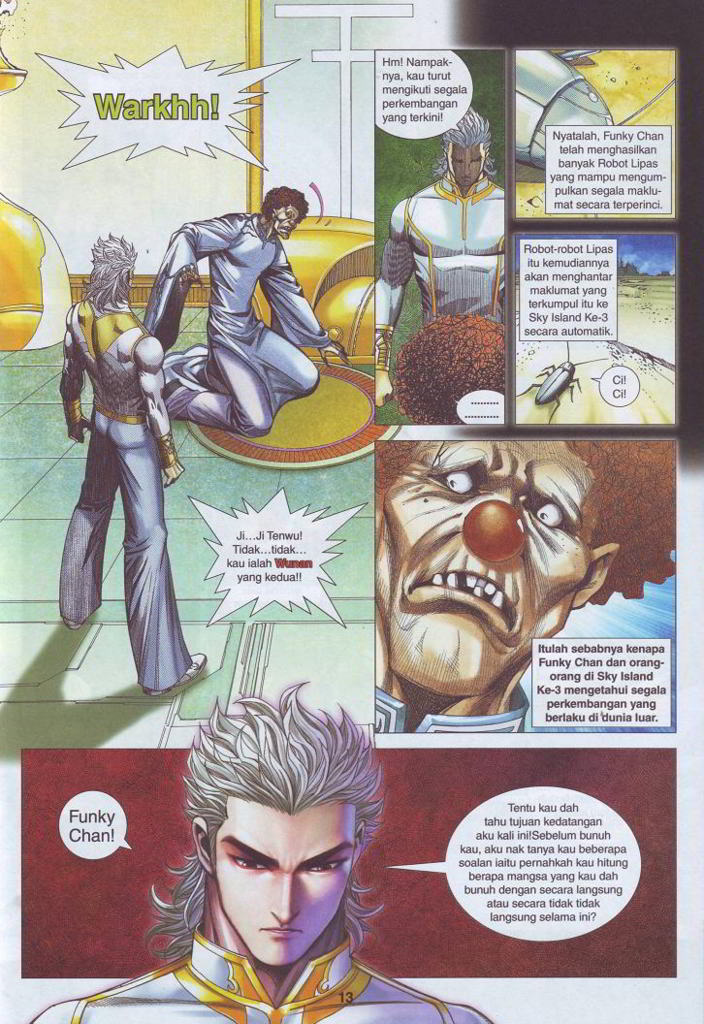 Warkhh!
Ji...Ji Tenwu!
Tidak...tidak...
kau ialah Wunan
yang kedua!!
Hm! Nampak-
nya, kau turut
mengikuti segala
perkembangan
yang terkini!
..........
..........
Nyatalah, Funky Chan
telah menghasilkan
banyak Robot Lipas
yang mampu mengum-
pulkan segala maklu-
mat secara terperinci.
Robot-robot Lipas
itu kemudiannya
akan menghantar
maklumat yang
terkumpul itu ke
Sky Island Ke-3
secara automatik.
Ci!
Ci!
Itulah sebabnya kenapa
Funky Chan dan orang-
orang di Sky Island
Ke-3 mengetahui segala
perkembangan yang
berlaku di dunia luar.
Funky
Chan!
Tentu kau dah
tahu tujuan kedatangan
aku kali ini!Sebelum bunuh
kau, aku nak tanya kau beberapa
soalan iaitu pernahkah kau hitung
berapa mangsa yang kau dah
bunuh dengan secara langsung
atau secara tidak tidak
langsung selama ini?
13